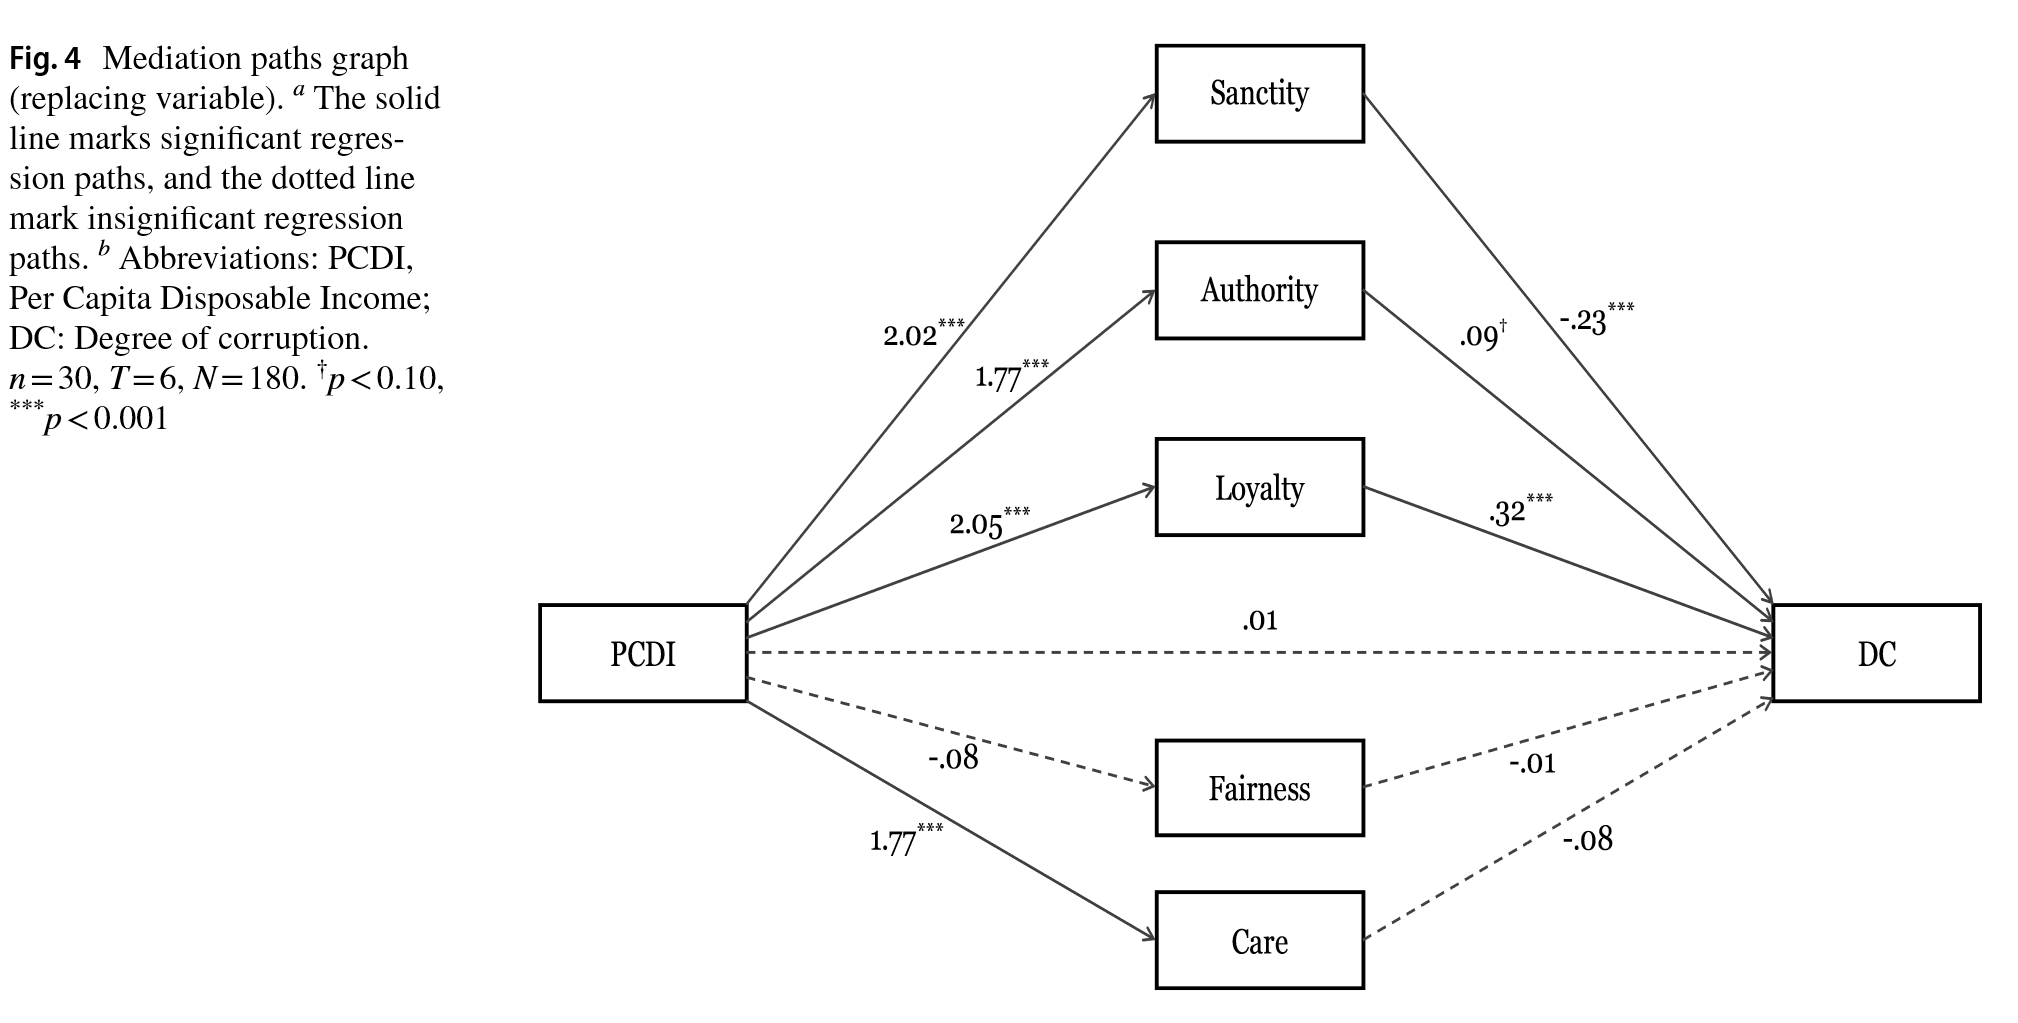 Fig. 4 Mediation paths graph
(replacing variable). a The solid
line marks significant regres-
sion paths, and the dotted line
mark insignificant regression
paths. b Abbreviations: PCDI,
Per Capita Disposable Income;
DC: Degree of corruption.
n=30, T=6, N=180. †p<0.10,
***p<0.001
Sanctity
Authority
2.02***
.09†
-.23***
1.77***
Loyalty
2.05***
.32***
.01
PCDI
DC
-.08
Fairness
-.01
1.77***
-.08
Care